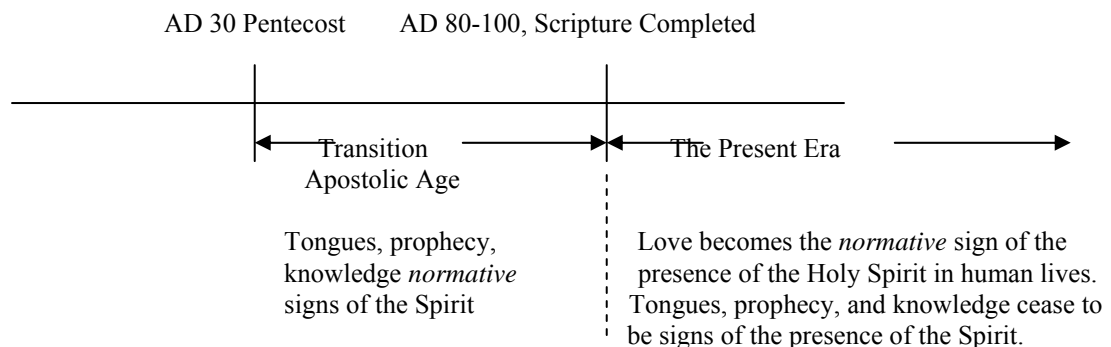 AD 30 Pentecost
AD 80-100, Scripture Completed
Transition
Apostolic Age
The Present Era
Tongues, prophecy,
knowledge normative
signs of the Spirit
Love becomes the normative sign of the
presence of the Holy Spirit in human lives.
Tongues, prophecy, and knowledge cease to
be signs of the presence of the Spirit.